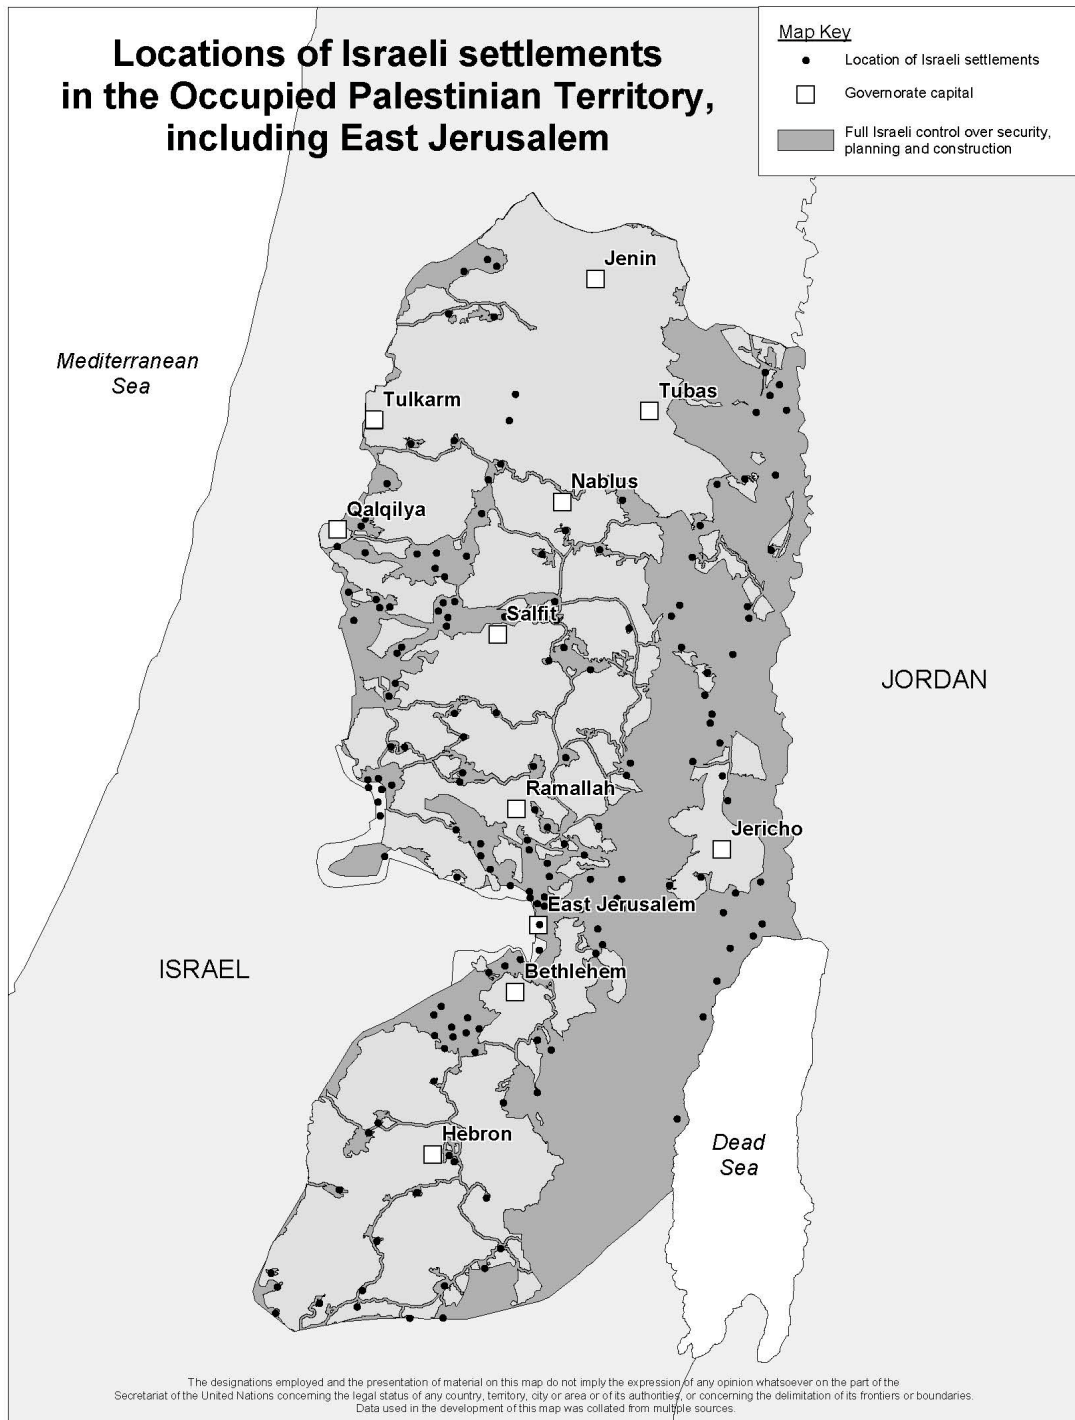 Locations of Israeli settlements
in the Occupied Palestinian Territory,
including East Jerusalem
Map Key
Location of Israeli settlements
Governorate capital
Full Israeli control over security,
planning and construction
Jenin
Mediterranean
Sea
Tubas
Tulkarm
Nablus
Qalqilya
Salfit
JORDAN
Ramallah
Jericho
East Jerusalem
ISRAEL
Bethlehem
Hebron
Dead
Sea
The designations employed and the presentation of material on this map do not imply the expression of any opinion whatsoever on the part of the
Secretariat of the United Nations concerning the legal status of any country, territory, city or area or of its authorities, or concerning the delimitation of its frontiers or boundaries.
Data used in the development of this map was collated from multiple sources.